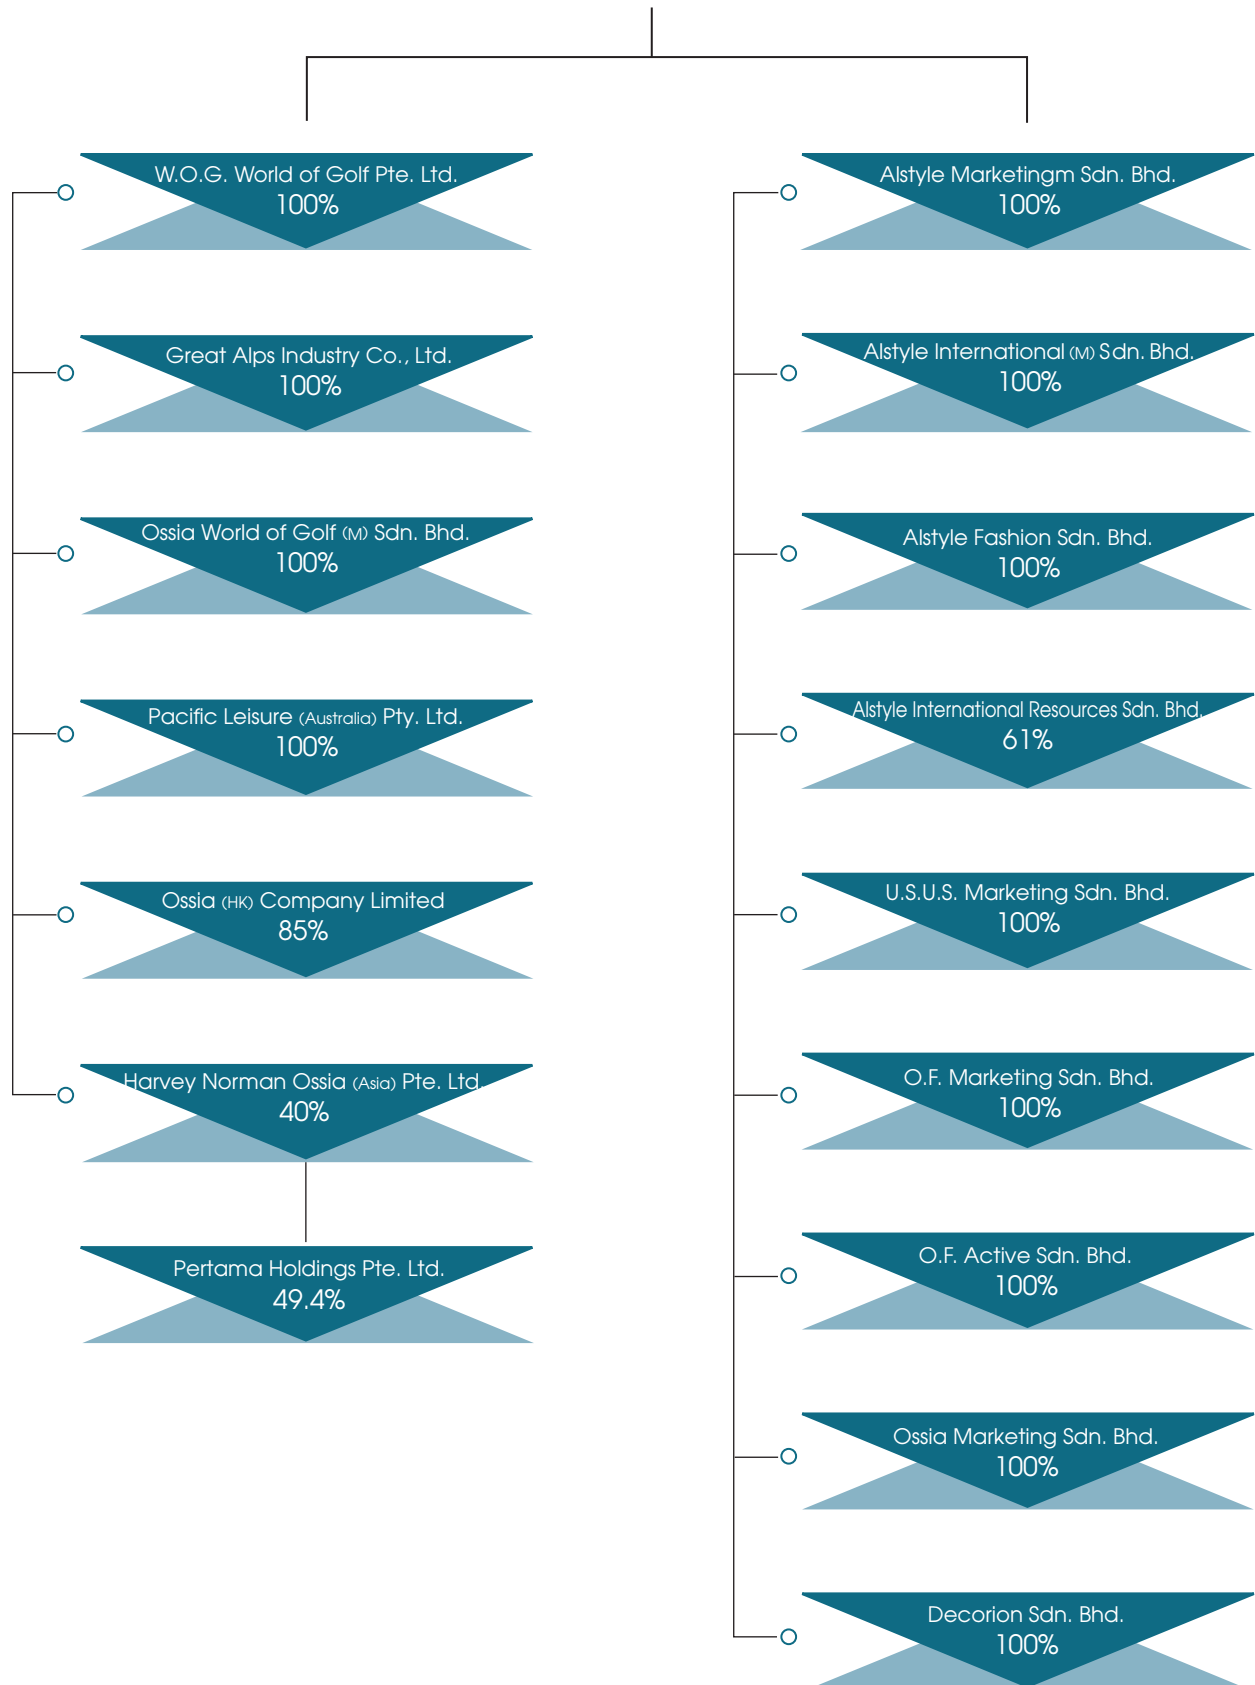 W.O.G. World of Golf Pte. Ltd.
100%
Great Alps Industry Co., Ltd.
100%
Ossia World of Golf (M) Sdn. Bhd.
100%
Pacific Leisure (Australia) Pty. Ltd.
100%
Ossia (HK) Company Limited
85%
Harvey Norman Ossia (Asia) Pte. Ltd.
40%
Pertama Holdings Pte. Ltd.
49.4%
Alstyle Marketingm Sdn. Bhd.
100%
Alstyle International (M) Sdn. Bhd.
100%
Alstyle Fashion Sdn. Bhd.
100%
Alstyle International Resources Sdn. Bhd.
61%
U.S.U.S. Marketing Sdn. Bhd.
100%
O.F. Marketing Sdn. Bhd.
100%
O.F. Active Sdn. Bhd.
100%
Ossia Marketing Sdn. Bhd.
100%
Decorion Sdn. Bhd.
100%